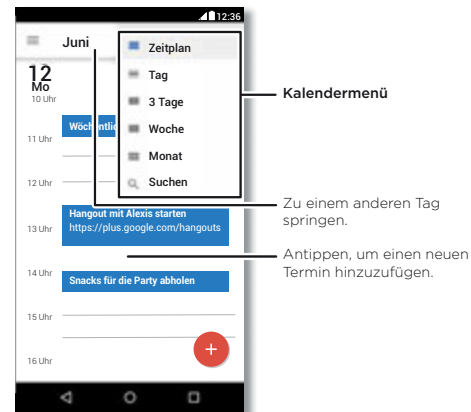 12:36
Juni
Zeitplan
Tag
3 Tage
Woche
Monat
Suchen
12
Mo
10 Uhr
11 Uhr
12 Uhr
Hangout mit Alexis starten
https://plus.google.com/hangouts
13 Uhr
14 Uhr
Snacks für die Party abholen
15 Uhr
16 Uhr
Kalendermenü
Zu einem anderen Tag
springen.
Antippen, um einen neuen
Termin hinzuzufügen.